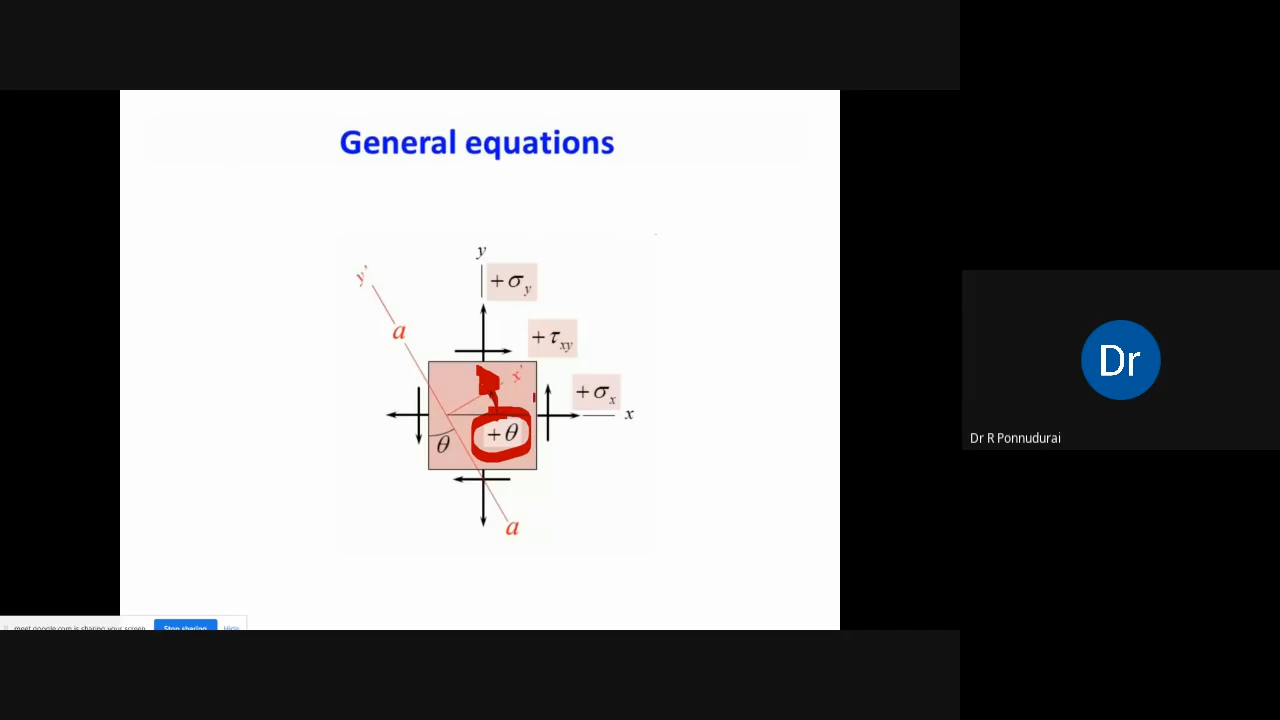 General equations
y
y'
+σ_y
a
+τ_xy
x'
+σ_x
x
+θ
θ
a
meet.google.com is sharing your screen. Stop sharing Hide
Dr
Dr R Ponnudurai